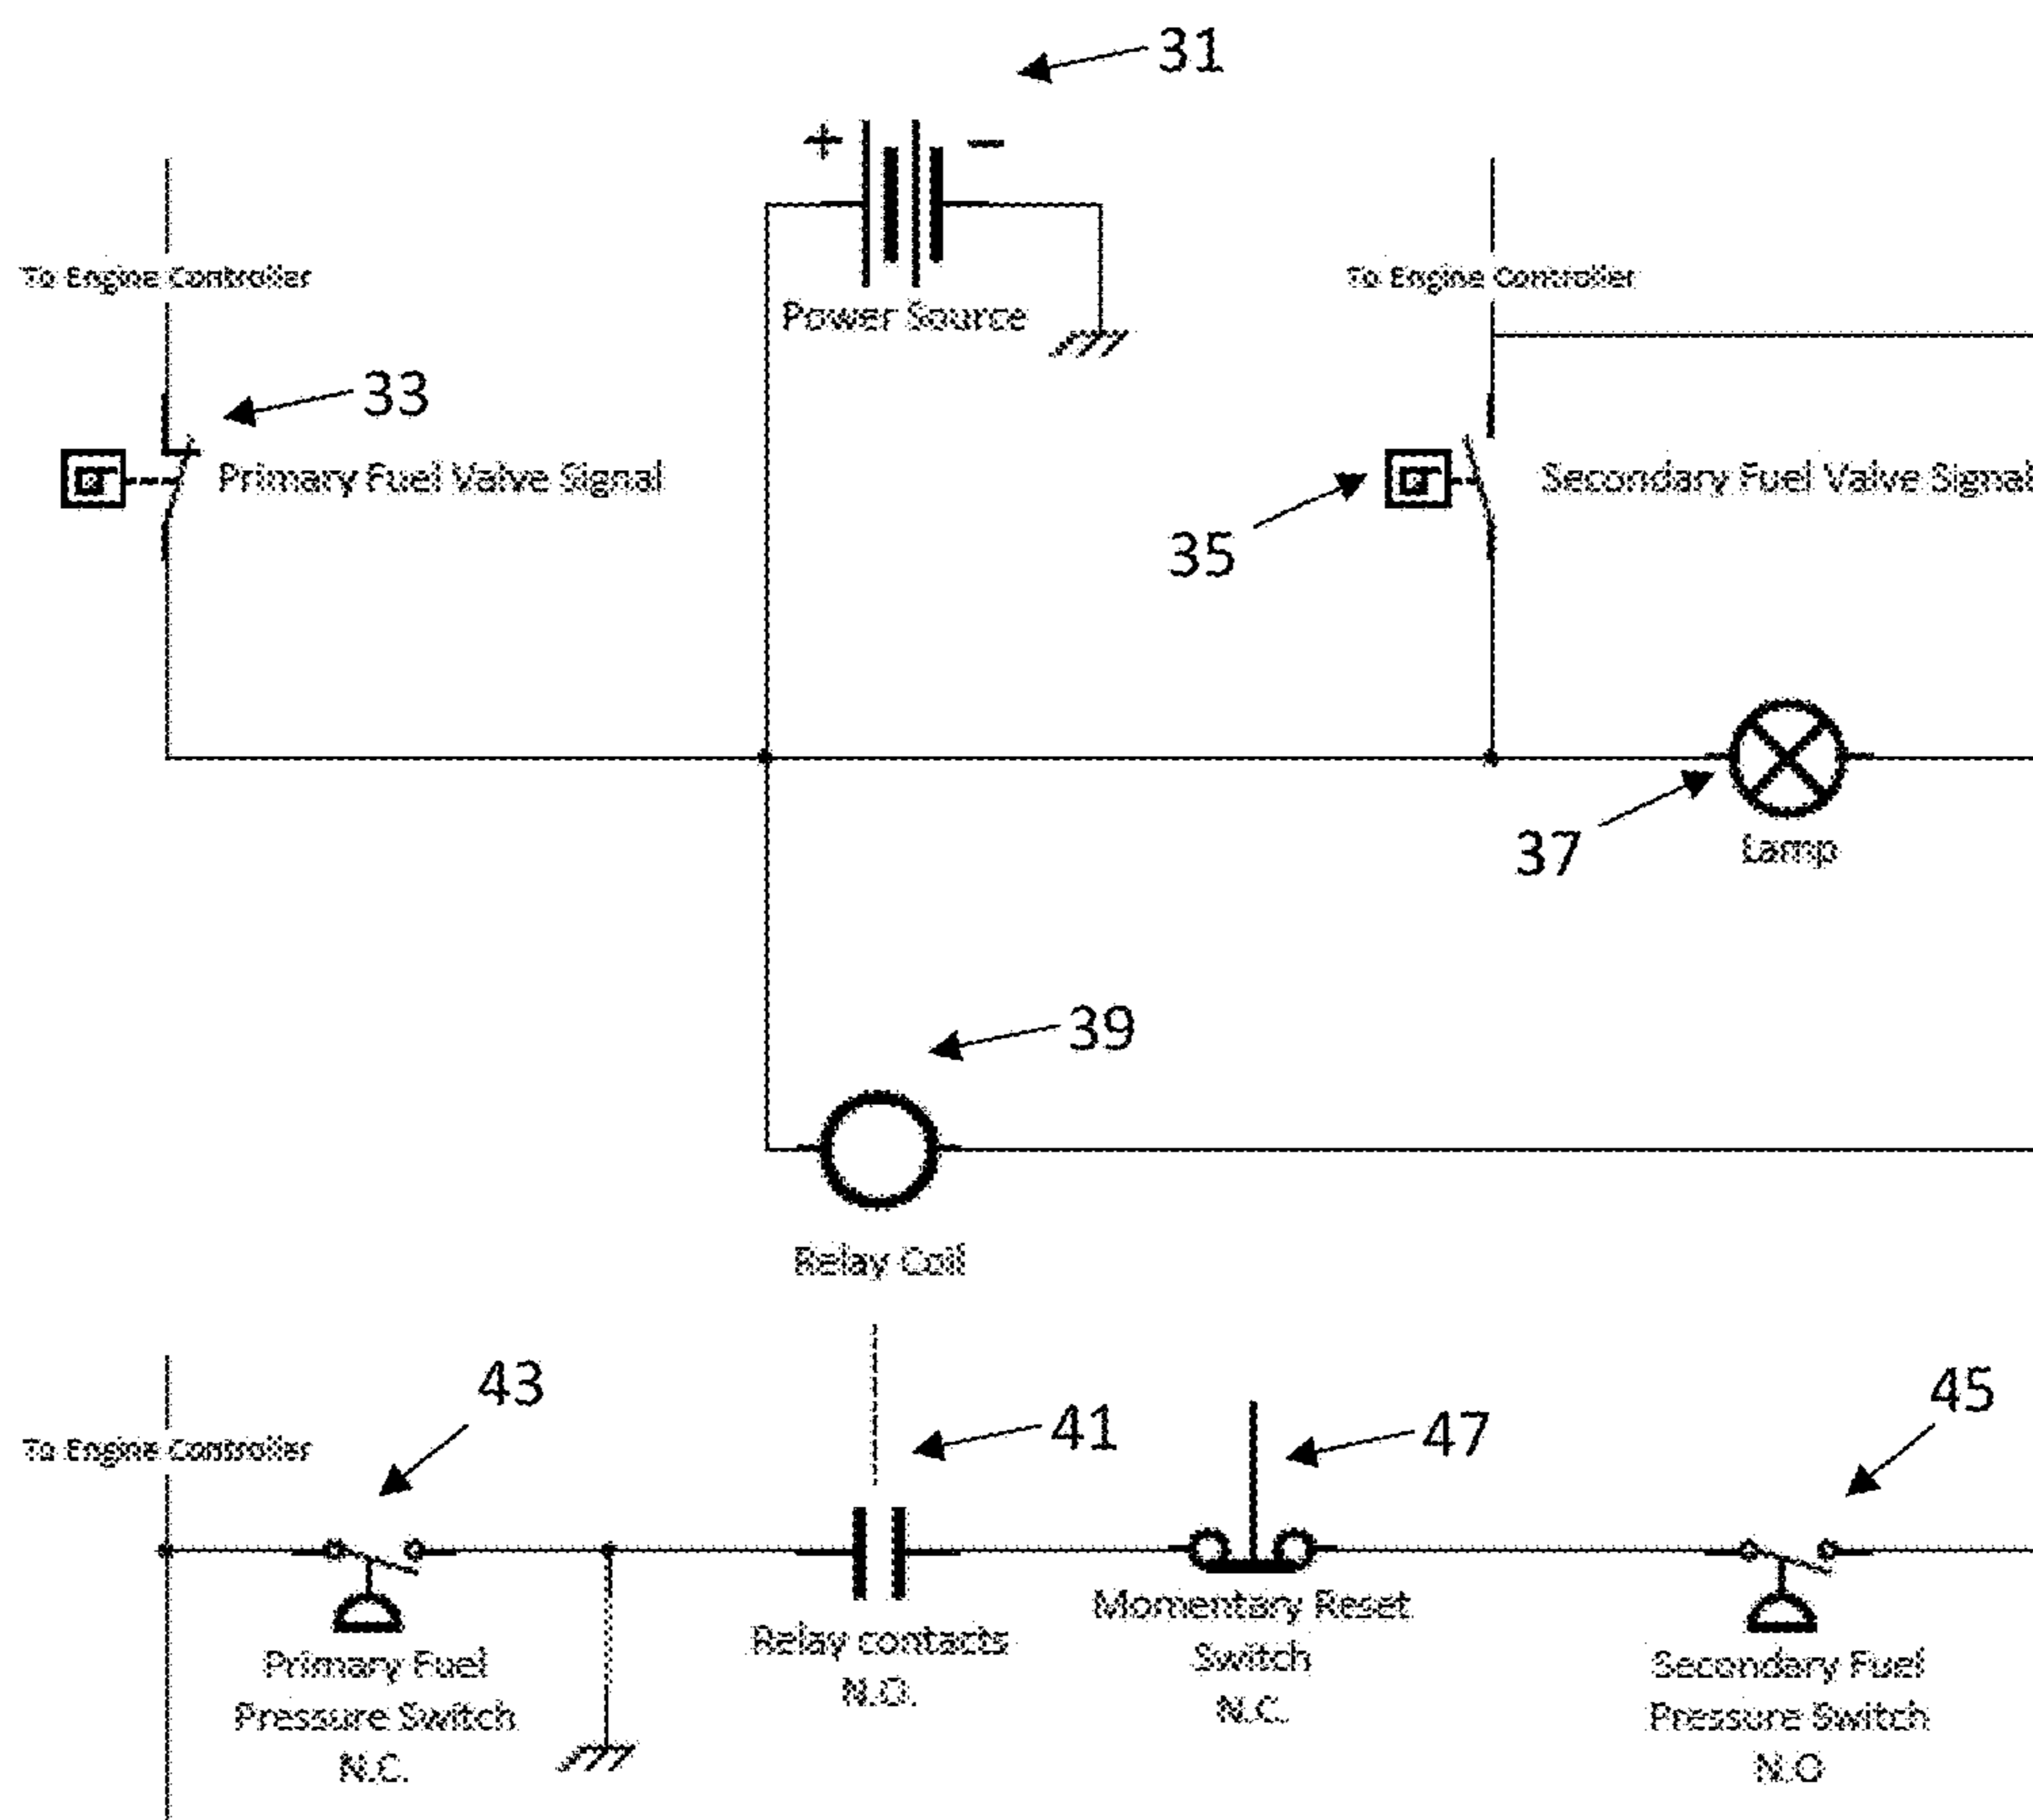 31
+ −
To Engine Controller
Power Source
To Engine Controller
33
Primary Fuel Valve Signal
Secondary Fuel Valve Signal
35
37
Lamp
39
Relay Coil
43
41
47
45
To Engine Controller
Relay contacts
N.O.
Momentary Reset
Switch
N.C.
Primary Fuel
Pressure Switch
N.C.
Secondary Fuel
Pressure Switch
N.O